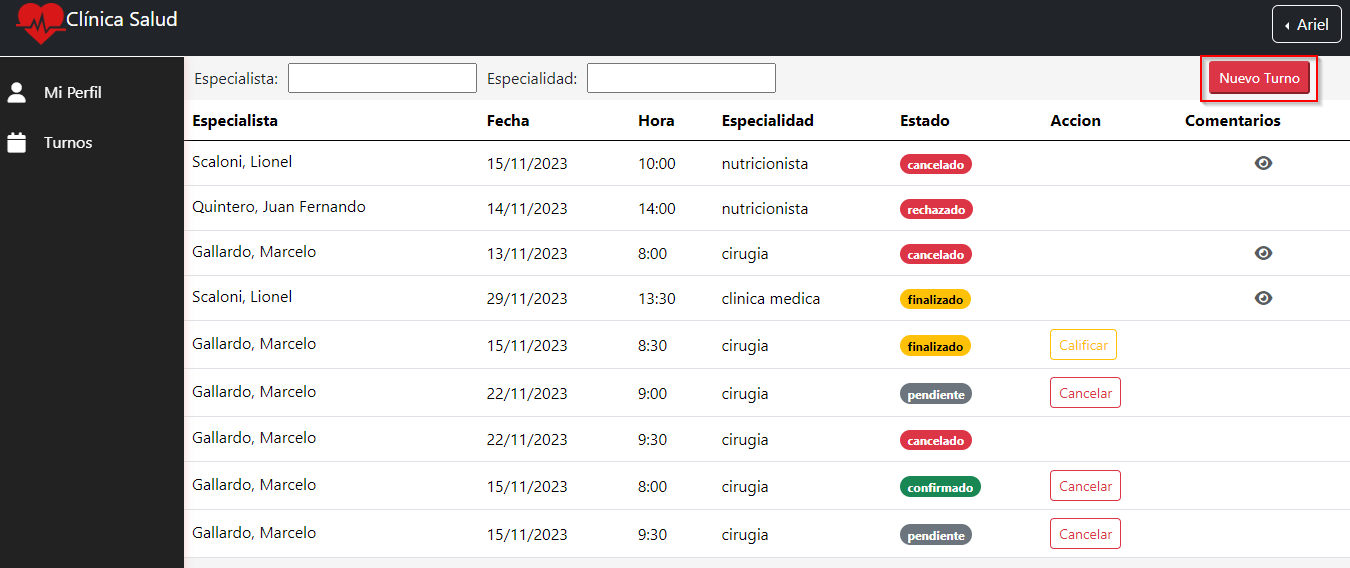 Clínica Salud
Ariel
Mi Perfil
Turnos
Especialista: Especialidad: Nuevo Turno
Especialista Fecha Hora Especialidad Estado Accion Comentarios
Scaloni, Lionel 15/11/2023 10:00 nutricionista cancelado
Quintero, Juan Fernando 14/11/2023 14:00 nutricionista rechazado
Gallardo, Marcelo 13/11/2023 8:00 cirugia cancelado
Scaloni, Lionel 29/11/2023 13:30 clinica medica finalizado
Gallardo, Marcelo 15/11/2023 8:30 cirugia finalizado Calificar
Gallardo, Marcelo 22/11/2023 9:00 cirugia pendiente Cancelar
Gallardo, Marcelo 22/11/2023 9:30 cirugia cancelado
Gallardo, Marcelo 15/11/2023 8:00 cirugia confirmado Cancelar
Gallardo, Marcelo 15/11/2023 9:30 cirugia pendiente Cancelar